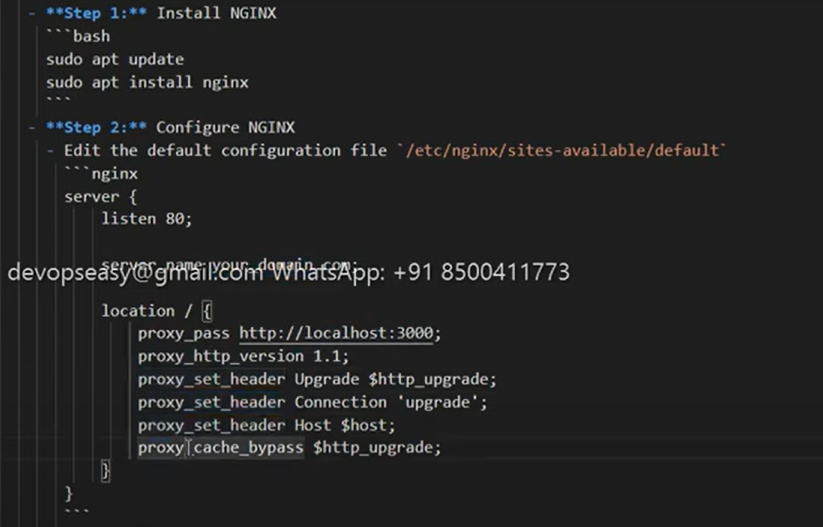 - **Step 1:** Install NGINX
```bash
sudo apt update
sudo apt install nginx
```
- **Step 2:** Configure NGINX
- Edit the default configuration file `/etc/nginx/sites-available/default`
```nginx
server {
listen 80;
server_name your_domain_com;
devopseasy@gmail.com WhatsApp: +91 8500411773
location / {
proxy_pass http://localhost:3000;
proxy_http_version 1.1;
proxy_set_header Upgrade $http_upgrade;
proxy_set_header Connection 'upgrade';
proxy_set_header Host $host;
proxy_cache_bypass $http_upgrade;
}
}
```